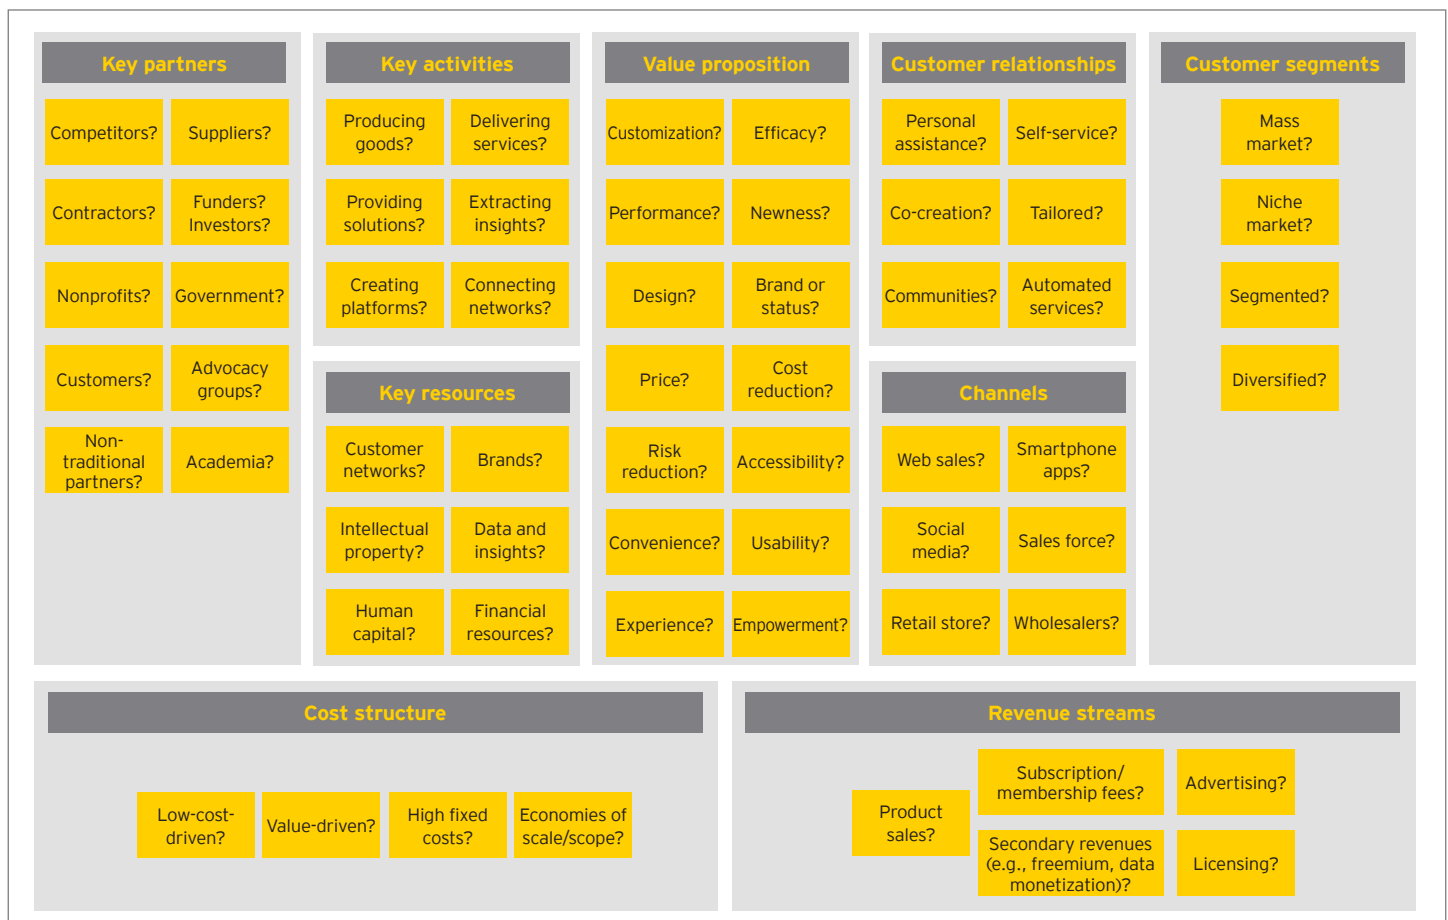 Key partners
Competitors?
Suppliers?
Contractors?
Funders?
Investors?
Nonprofits?
Government?
Customers?
Advocacy
groups?
Non-
traditional
partners?
Academia?
Key activities
Producing
goods?
Delivering
services?
Providing
solutions?
Extracting
insights?
Creating
platforms?
Connecting
networks?
Key resources
Customer
networks?
Brands?
Intellectual
property?
Data and
insights?
Human
capital?
Financial
resources?
Value proposition
Customization?
Efficacy?
Performance?
Newness?
Design?
Brand or
status?
Price?
Cost
reduction?
Risk
reduction?
Accessibility?
Convenience?
Usability?
Experience?
Empowerment?
Customer relationships
Personal
assistance?
Self-service?
Co-creation?
Tailored?
Communities?
Automated
services?
Channels
Web sales?
Smartphone
apps?
Social
media?
Sales force?
Retail store?
Wholesalers?
Customer segments
Mass
market?
Niche
market?
Segmented?
Diversified?
Cost structure
Low-cost-
driven?
Value-driven?
High fixed
costs?
Economies of
scale/scope?
Revenue streams
Product
sales?
Subscription/
membership fees?
Advertising?
Secondary revenues
(e.g., freemium, data
monetization)?
Licensing?